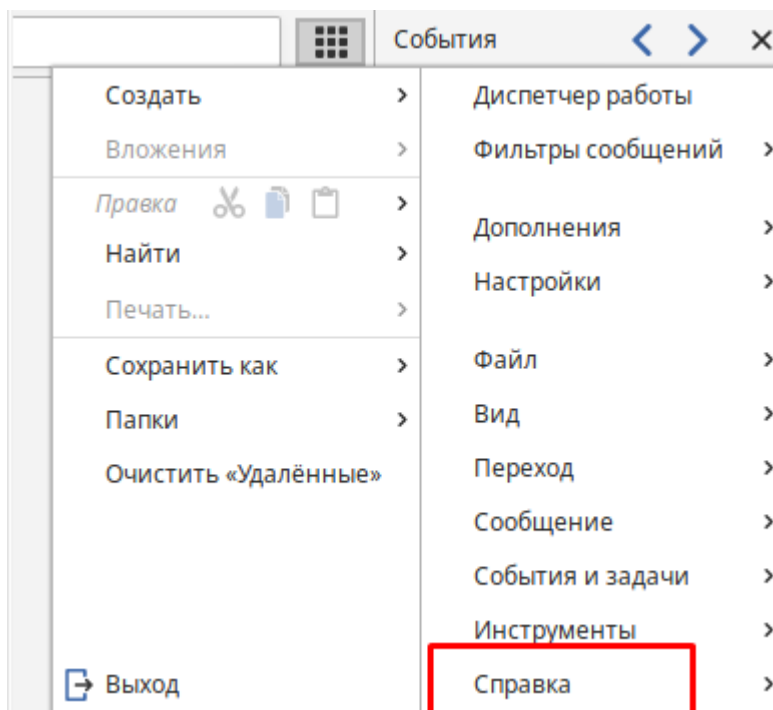 События
Создать
Вложения
Правка
Найти
Печать...
Сохранить как
Папки
Очистить «Удалённые»
Выход
Диспетчер работы
Фильтры сообщений
Дополнения
Настройки
Файл
Вид
Переход
Сообщение
События и задачи
Инструменты
Справка